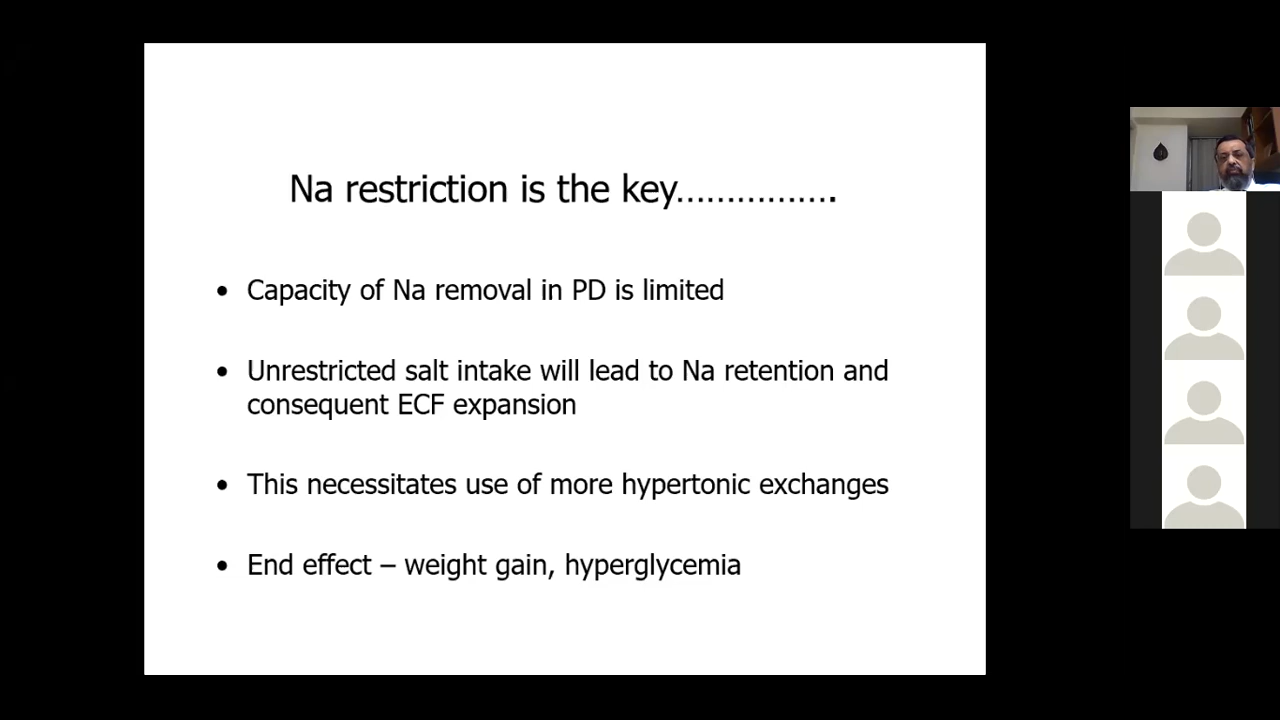 Na restriction is the key…………….
• Capacity of Na removal in PD is limited
• Unrestricted salt intake will lead to Na retention and
consequent ECF expansion
• This necessitates use of more hypertonic exchanges
• End effect – weight gain, hyperglycemia